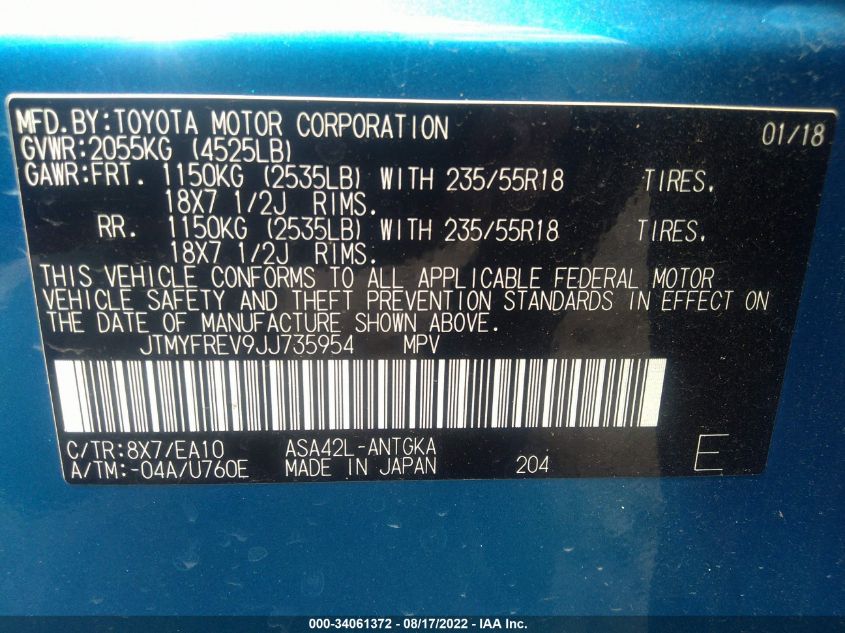 MFD.BY:TOYOTA MOTOR CORPORATION 01/18
GVWR:2055KG (4525LB)
GAWR:FRT. 1150KG (2535LB) WITH 235/55R18 TIRES.
18X7 1/2J RIMS.
RR. 1150KG (2535LB) WITH 235/55R18 TIRES.
18X7 1/2J RIMS.
THIS VEHICLE CONFORMS TO ALL APPLICABLE FEDERAL MOTOR
VEHICLE SAFETY AND THEFT PREVENTION STANDARDS IN EFFECT ON
THE DATE OF MANUFACTURE SHOWN ABOVE.
JTMYFREV9JJ735954 MPV
C/TR:8X7/EA10 ASA42L-ANTGKA
A/TM:-04A/U760E MADE IN JAPAN 204 E
000-34061372 - 08/17/2022 - IAA Inc.